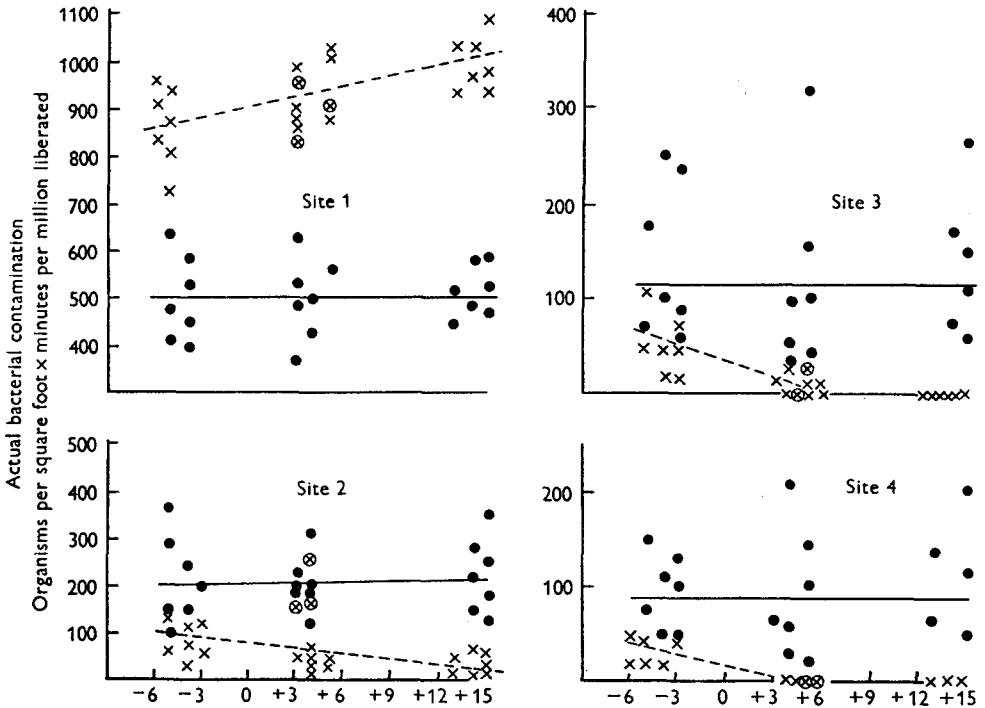 Actual bacterial contamination
Organisms per square foot × minutes per million liberated
1100
1000
900
800
700
600
500
400
Site 1
400
300
200
100
Site 3
500
400
300
200
100
Site 2
−6 −3 0 +3 +6 +9 +12 +15
200
100
Site 4
−6 −3 0 +3 +6 +9 +12 +15